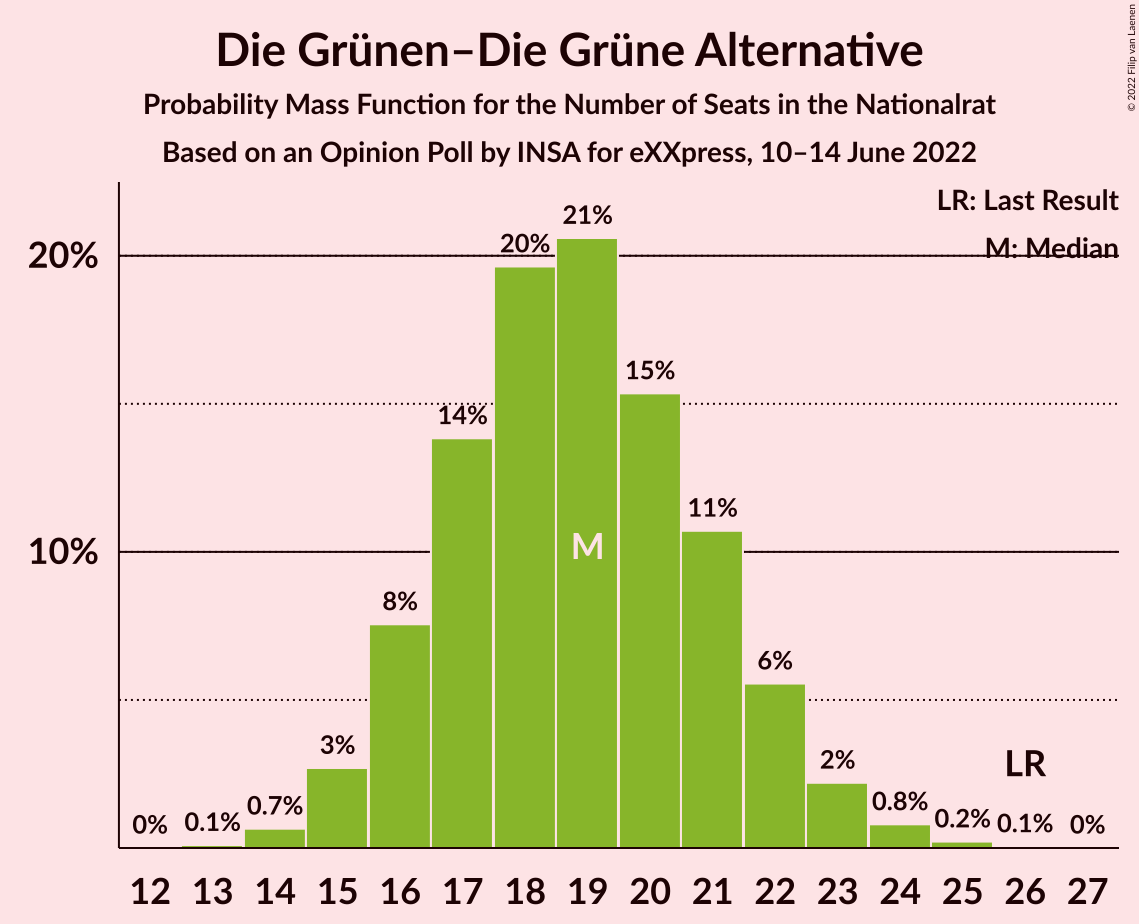 Die Grünen–Die Grüne Alternative
Probability Mass Function for the Number of Seats in the Nationalrat
Based on an Opinion Poll by INSA for eXXpress, 10–14 June 2022
© 2022 Filip van Laenen
LR: Last Result
M: Median
20%
10%
0%
0.1%
0.7%
3%
8%
14%
20%
21%
15%
11%
6%
2%
0.8%
0.2%
0.1%
0%
M
LR
12 13 14 15 16 17 18 19 20 21 22 23 24 25 26 27